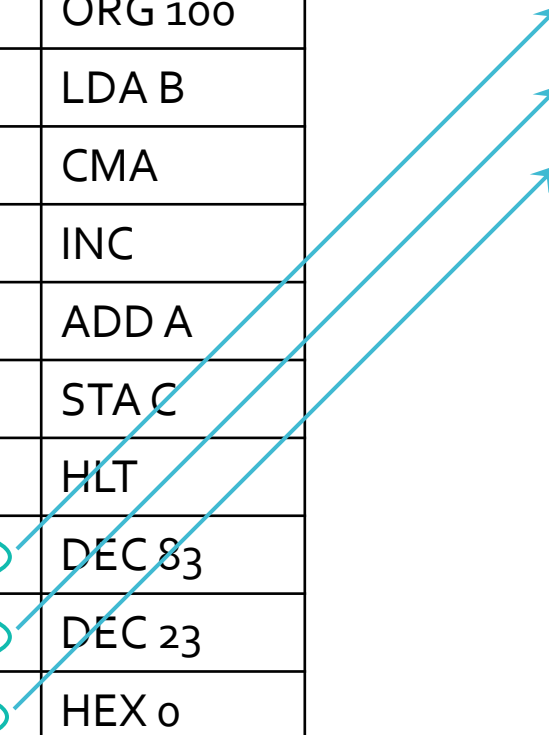 ORG 100
LDA B
CMA
INC
ADD A
STA C
HLT
DEC 83
DEC 23
HEX 0